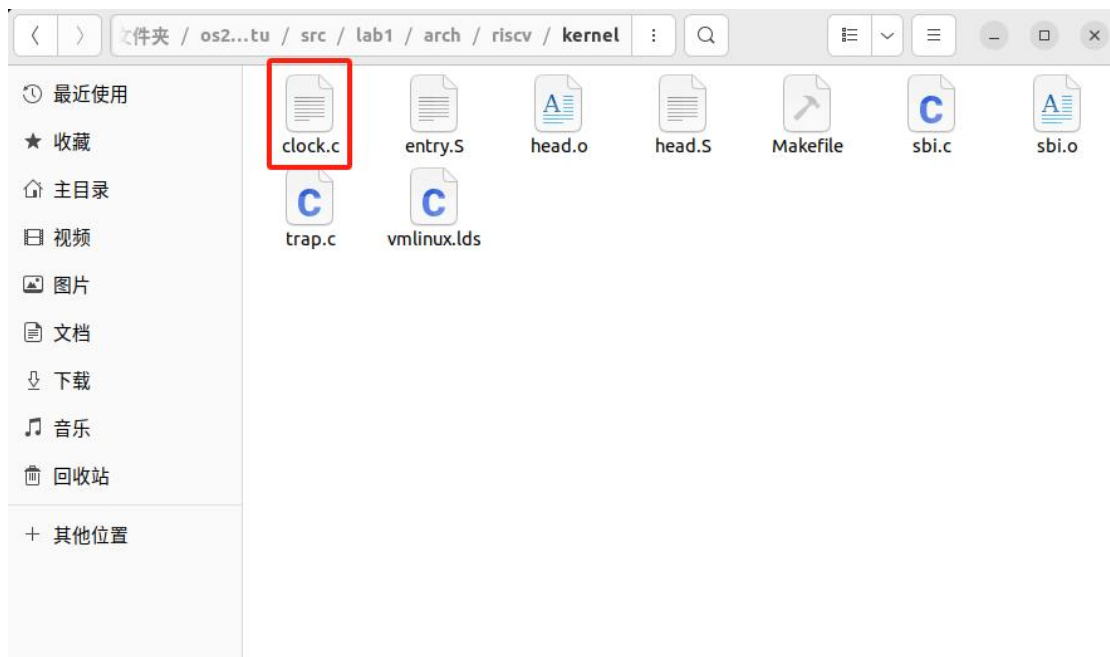 文件夹 / os2...tu / src / lab1 / arch / riscv / kernel
最近使用
收藏
主目录
视频
图片
文档
下载
音乐
回收站
其他位置
clock.c entry.S head.o head.S Makefile sbi.c sbi.o
trap.c vmlinux.lds